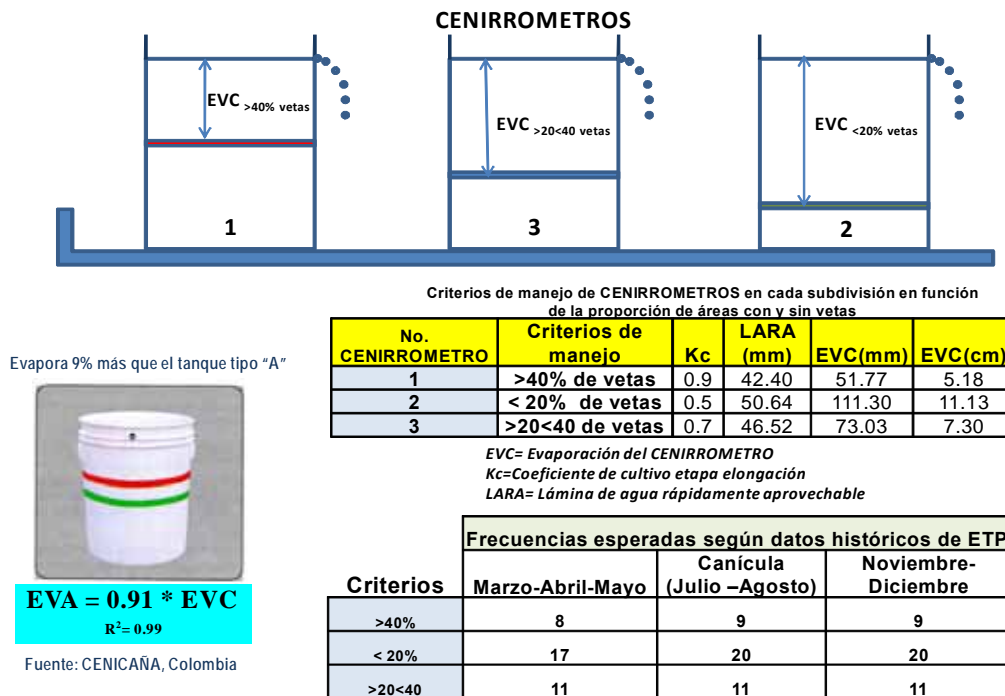 CENIRROMETROS
EVC >40% vetas
EVC >20<40 vetas
EVC <20% vetas
1
3
2
Criterios de manejo de CENIRROMETROS en cada subdivisión en función
de la proporción de áreas con y sin vetas
No. CENIRROMETRO Criterios de manejo Kc LARA (mm) EVC(mm) EVC(cm)
1 >40% de vetas 0.9 42.40 51.77 5.18
2 < 20% de vetas 0.5 50.64 111.30 11.13
3 >20<40 de vetas 0.7 46.52 73.03 7.30
EVC= Evaporación del CENIRROMETRO
Kc=Coeficiente de cultivo etapa elongación
LARA= Lámina de agua rápidamente aprovechable
Evapora 9% más que el tanque tipo “A”
EVA = 0.91 * EVC
R²= 0.99
Fuente: CENICAÑA, Colombia
Frecuencias esperadas según datos históricos de ETP
Criterios Marzo-Abril-Mayo Canícula (Julio –Agosto) Noviembre-Diciembre
>40% 8 9 9
< 20% 17 20 20
>20<40 11 11 11